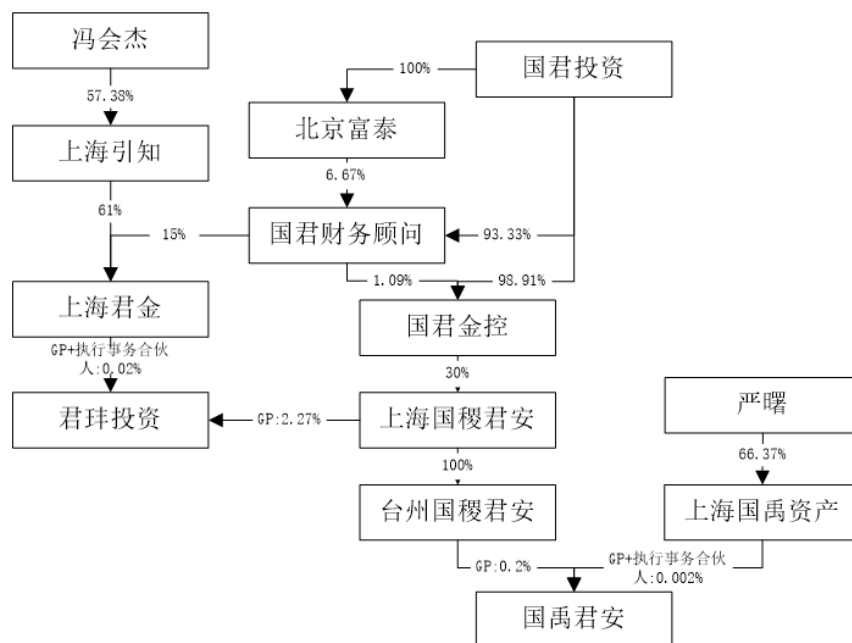 冯会杰
国君投资
100%
57.38%
北京富泰
上海引知
6.67%
61%
国君财务顾问
15%
93.33%
1.09%
98.91%
上海君金
国君金控
GP+执行事务合伙
人:0.02%
30%
严曙
君玤投资
GP:2.27%
上海国稷君安
66.37%
100%
台州国稷君安
上海国禹资产
GP:0.2%
GP+执行事务合伙
人:0.002%
国禹君安